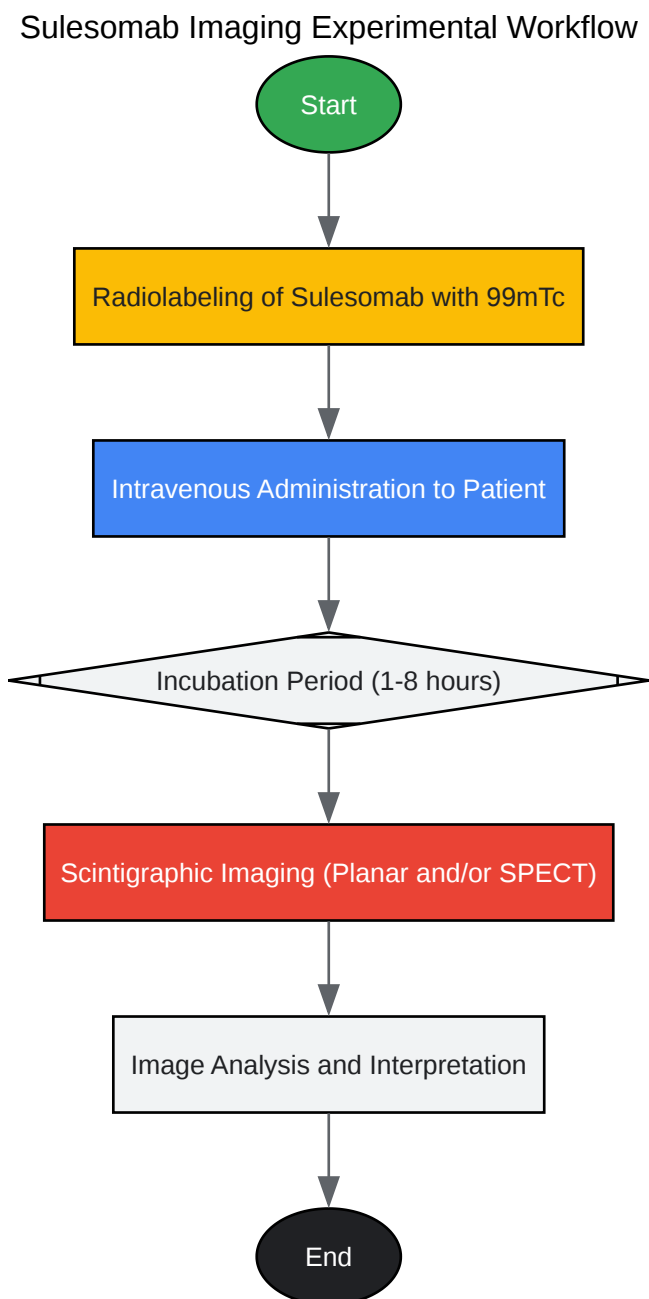 Sulesomab Imaging Experimental Workflow
Start
Radiolabeling of Sulesomab with 99mTc
Intravenous Administration to Patient
Incubation Period (1-8 hours)
Scintigraphic Imaging (Planar and/or SPECT)
Image Analysis and Interpretation
End